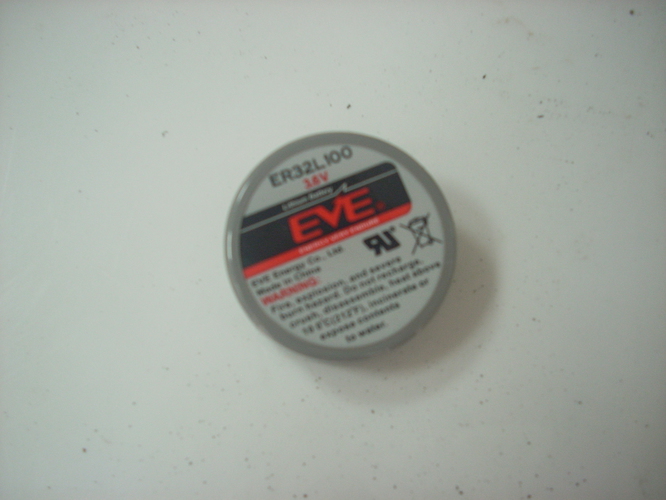 ER32L100
3.6V
Lithium Battery
EVE
EVE Energy Co., Ltd.
Made in China
WARNING:
Fire, explosion, and severe
burn hazard. Do not recharge,
crush, disassemble, heat above
(212°F), incinerate or
expose contents
to water.